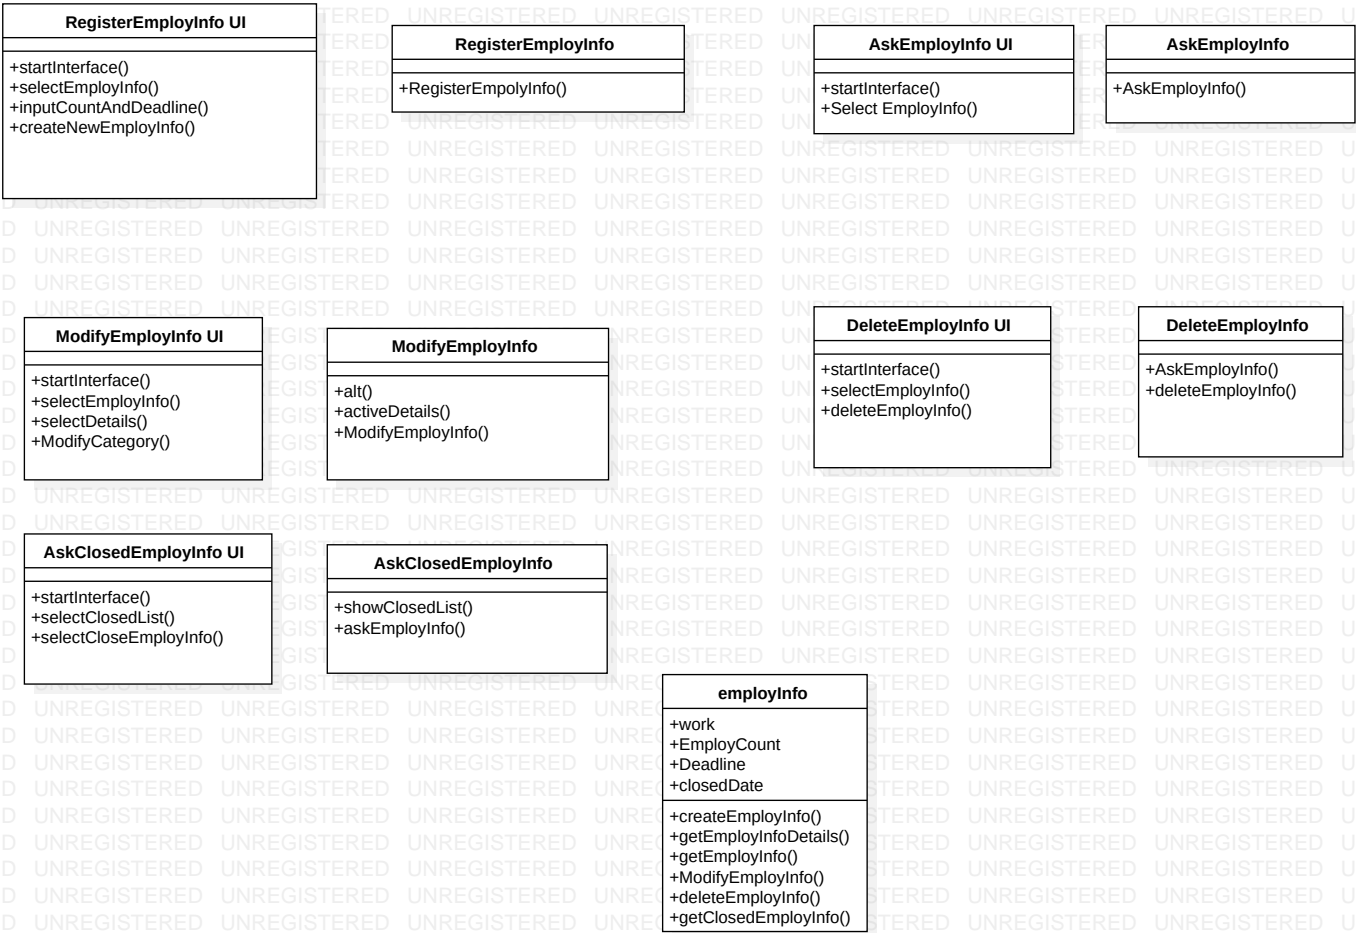 RegisterEmployInfo UI
+startInterface()
+selectEmployInfo()
+inputCountAndDeadline()
+createNewEmployInfo()
RegisterEmployInfo
+RegisterEmpolyInfo()
AskEmployInfo UI
+startInterface()
+Select EmployInfo()
AskEmployInfo
+AskEmployInfo()
ModifyEmployInfo UI
+startInterface()
+selectEmployInfo()
+selectDetails()
+ModifyCategory()
ModifyEmployInfo
+alt()
+activeDetails()
+ModifyEmployInfo()
DeleteEmployInfo UI
+startInterface()
+selectEmployInfo()
+deleteEmployInfo()
DeleteEmployInfo
+AskEmployInfo()
+deleteEmployInfo()
AskClosedEmployInfo UI
+startInterface()
+selectClosedList()
+selectCloseEmployInfo()
AskClosedEmployInfo
+showClosedList()
+askEmployInfo()
employInfo
+work
+EmployCount
+Deadline
+closedDate
+createEmployInfo()
+getEmployInfoDetails()
+getEmployInfo()
+ModifyEmployInfo()
+deleteEmployInfo()
+getClosedEmployInfo()
UNREGISTERED